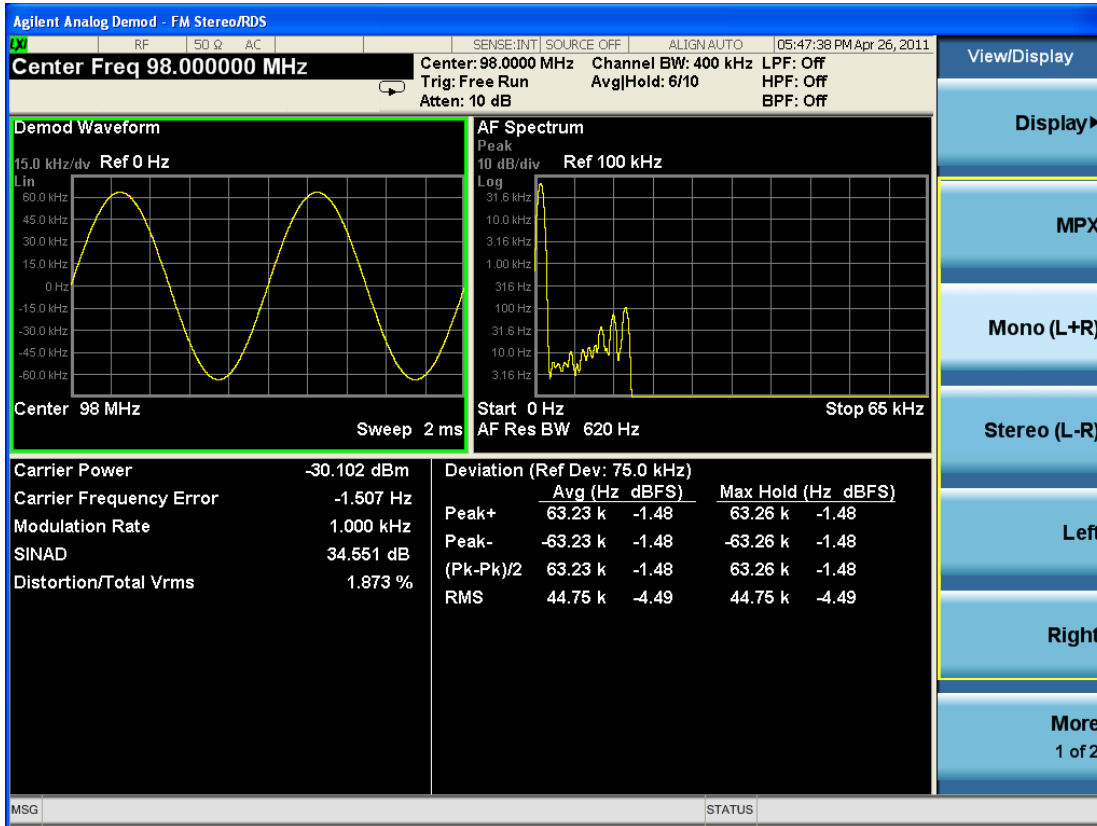 Agilent Analog Demod - FM Stereo/RDS
LXI RF 50 Ω AC SENSE:INT SOURCE OFF ALIGN AUTO 05:47:38 PM Apr 26, 2011
Center Freq 98.000000 MHz
Center: 98.0000 MHz Channel BW: 400 kHz LPF: Off
Trig: Free Run Avg|Hold: 6/10 HPF: Off
Atten: 10 dB BPF: Off
Demod Waveform
15.0 kHz/dv Ref 0 Hz
Lin
60.0 kHz
45.0 kHz
30.0 kHz
15.0 kHz
0 Hz
-15.0 kHz
-30.0 kHz
-45.0 kHz
-60.0 kHz
Center 98 MHz
Sweep 2 ms
AF Spectrum
Peak
10 dB/div Ref 100 kHz
Log
31.6 kHz
10.0 kHz
3.16 kHz
1.00 kHz
316 Hz
100 Hz
31.6 Hz
10.0 Hz
3.16 Hz
Start 0 Hz Stop 65 kHz
AF Res BW 620 Hz
Carrier Power -30.102 dBm
Carrier Frequency Error -1.507 Hz
Modulation Rate 1.000 kHz
SINAD 34.551 dB
Distortion/Total Vrms 1.873 %
Deviation (Ref Dev: 75.0 kHz)
Avg (Hz dBFS) Max Hold (Hz dBFS)
Peak+ 63.23 k -1.48 63.26 k -1.48
Peak- -63.23 k -1.48 -63.26 k -1.48
(Pk-Pk)/2 63.23 k -1.48 63.26 k -1.48
RMS 44.75 k -4.49 44.75 k -4.49
View/Display
Display
MPX
Mono (L+R)
Stereo (L-R)
Left
Right
More
1 of 2
MSG STATUS